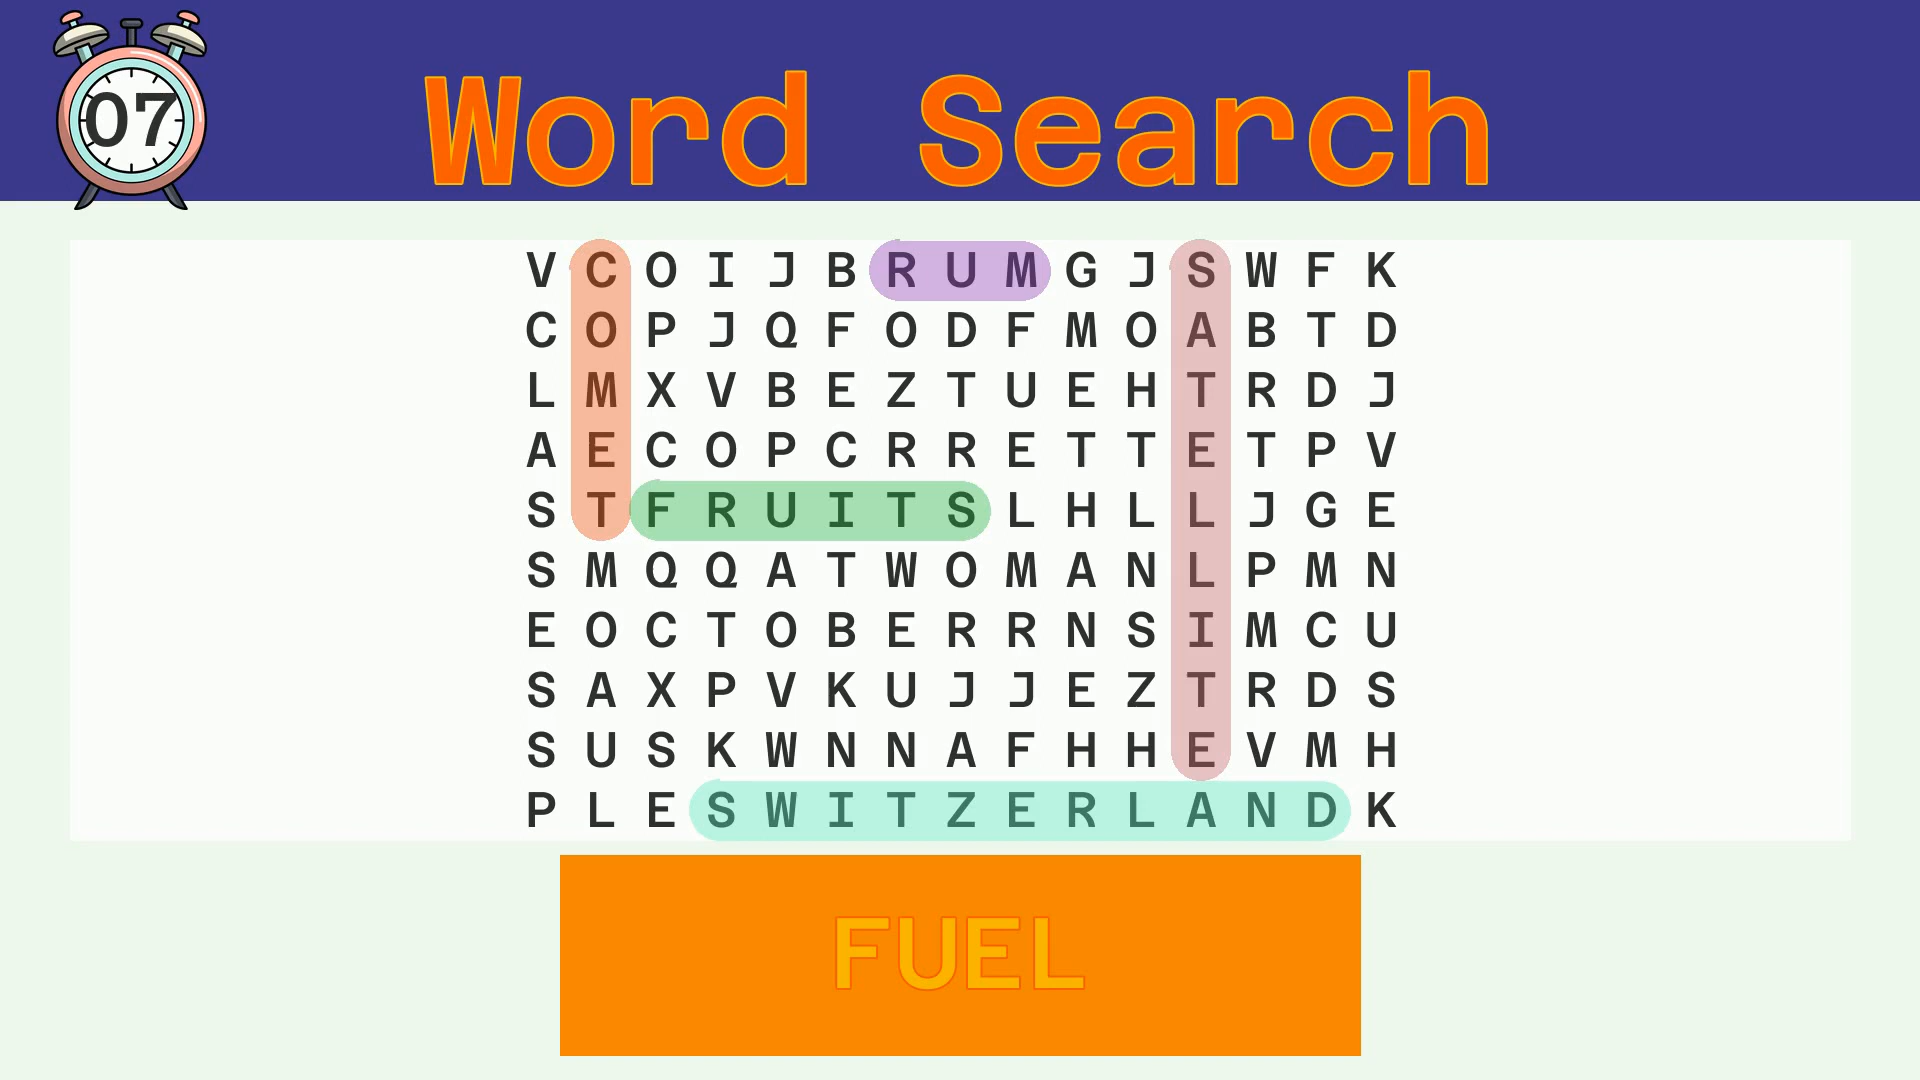 07
Word Search
V C O I J B R U M G J S W F K
C O P J Q F O D F M O A B T D
L M X V B E Z T U E H T R D J
A E C O P C R R E T T E T P V
S T F R U I T S L H L L J G E
S M Q Q A T W O M A N L P M N
E O C T O B E R R N S I M C U
S A X P V K U J J E Z T R D S
S U S K W N N A F H H E V M H
P L E S W I T Z E R L A N D K
FUEL